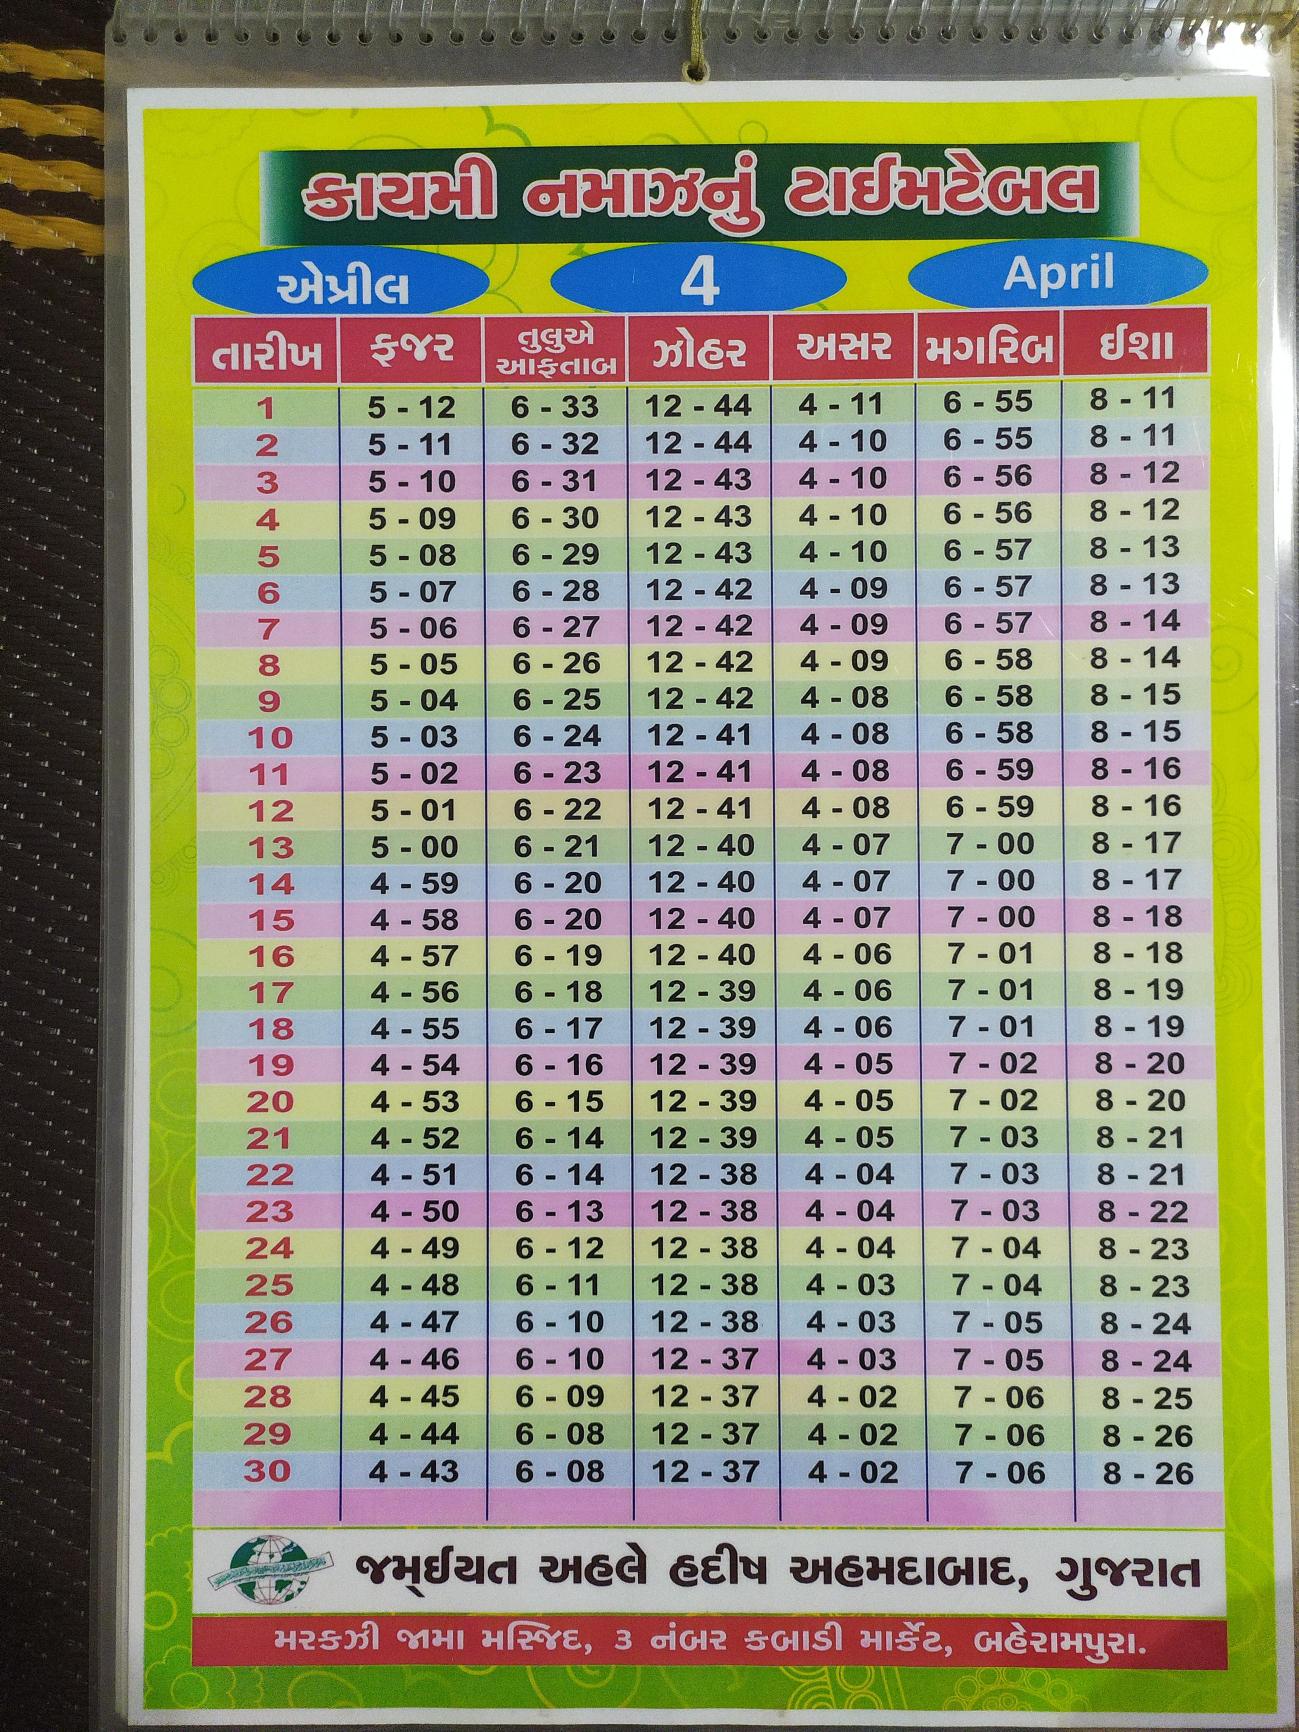 કાયમી નમાઝનું ટાઈમટેબલ
એપ્રીલ 4 April
તારીખ ફજર તુલુએ આફતાબ ઝોહર અસર મગરિબ ઈશા
1 5 - 12 6 - 33 12 - 44 4 - 11 6 - 55 8 - 11
2 5 - 11 6 - 32 12 - 44 4 - 10 6 - 55 8 - 11
3 5 - 10 6 - 31 12 - 43 4 - 10 6 - 56 8 - 12
4 5 - 09 6 - 30 12 - 43 4 - 10 6 - 56 8 - 12
5 5 - 08 6 - 29 12 - 43 4 - 10 6 - 57 8 - 13
6 5 - 07 6 - 28 12 - 42 4 - 09 6 - 57 8 - 13
7 5 - 06 6 - 27 12 - 42 4 - 09 6 - 57 8 - 14
8 5 - 05 6 - 26 12 - 42 4 - 09 6 - 58 8 - 14
9 5 - 04 6 - 25 12 - 42 4 - 08 6 - 58 8 - 15
10 5 - 03 6 - 24 12 - 41 4 - 08 6 - 58 8 - 15
11 5 - 02 6 - 23 12 - 41 4 - 08 6 - 59 8 - 16
12 5 - 01 6 - 22 12 - 41 4 - 08 6 - 59 8 - 16
13 5 - 00 6 - 21 12 - 40 4 - 07 7 - 00 8 - 17
14 4 - 59 6 - 20 12 - 40 4 - 07 7 - 00 8 - 17
15 4 - 58 6 - 20 12 - 40 4 - 07 7 - 00 8 - 18
16 4 - 57 6 - 19 12 - 40 4 - 06 7 - 01 8 - 18
17 4 - 56 6 - 18 12 - 39 4 - 06 7 - 01 8 - 19
18 4 - 55 6 - 17 12 - 39 4 - 06 7 - 01 8 - 19
19 4 - 54 6 - 16 12 - 39 4 - 05 7 - 02 8 - 20
20 4 - 53 6 - 15 12 - 39 4 - 05 7 - 02 8 - 20
21 4 - 52 6 - 14 12 - 39 4 - 05 7 - 03 8 - 21
22 4 - 51 6 - 14 12 - 38 4 - 04 7 - 03 8 - 21
23 4 - 50 6 - 13 12 - 38 4 - 04 7 - 03 8 - 22
24 4 - 49 6 - 12 12 - 38 4 - 04 7 - 04 8 - 23
25 4 - 48 6 - 11 12 - 38 4 - 03 7 - 04 8 - 23
26 4 - 47 6 - 10 12 - 38 4 - 03 7 - 05 8 - 24
27 4 - 46 6 - 10 12 - 37 4 - 03 7 - 05 8 - 24
28 4 - 45 6 - 09 12 - 37 4 - 02 7 - 06 8 - 25
29 4 - 44 6 - 08 12 - 37 4 - 02 7 - 06 8 - 26
30 4 - 43 6 - 08 12 - 37 4 - 02 7 - 06 8 - 26
જમ્ઈયત અહલે હદીષ અહમદાબાદ, ગુજરાત
મરકઝી જામા મસ્જિદ, ૩ નંબર કબાડી માર્કેટ, બહેરામપુરા.